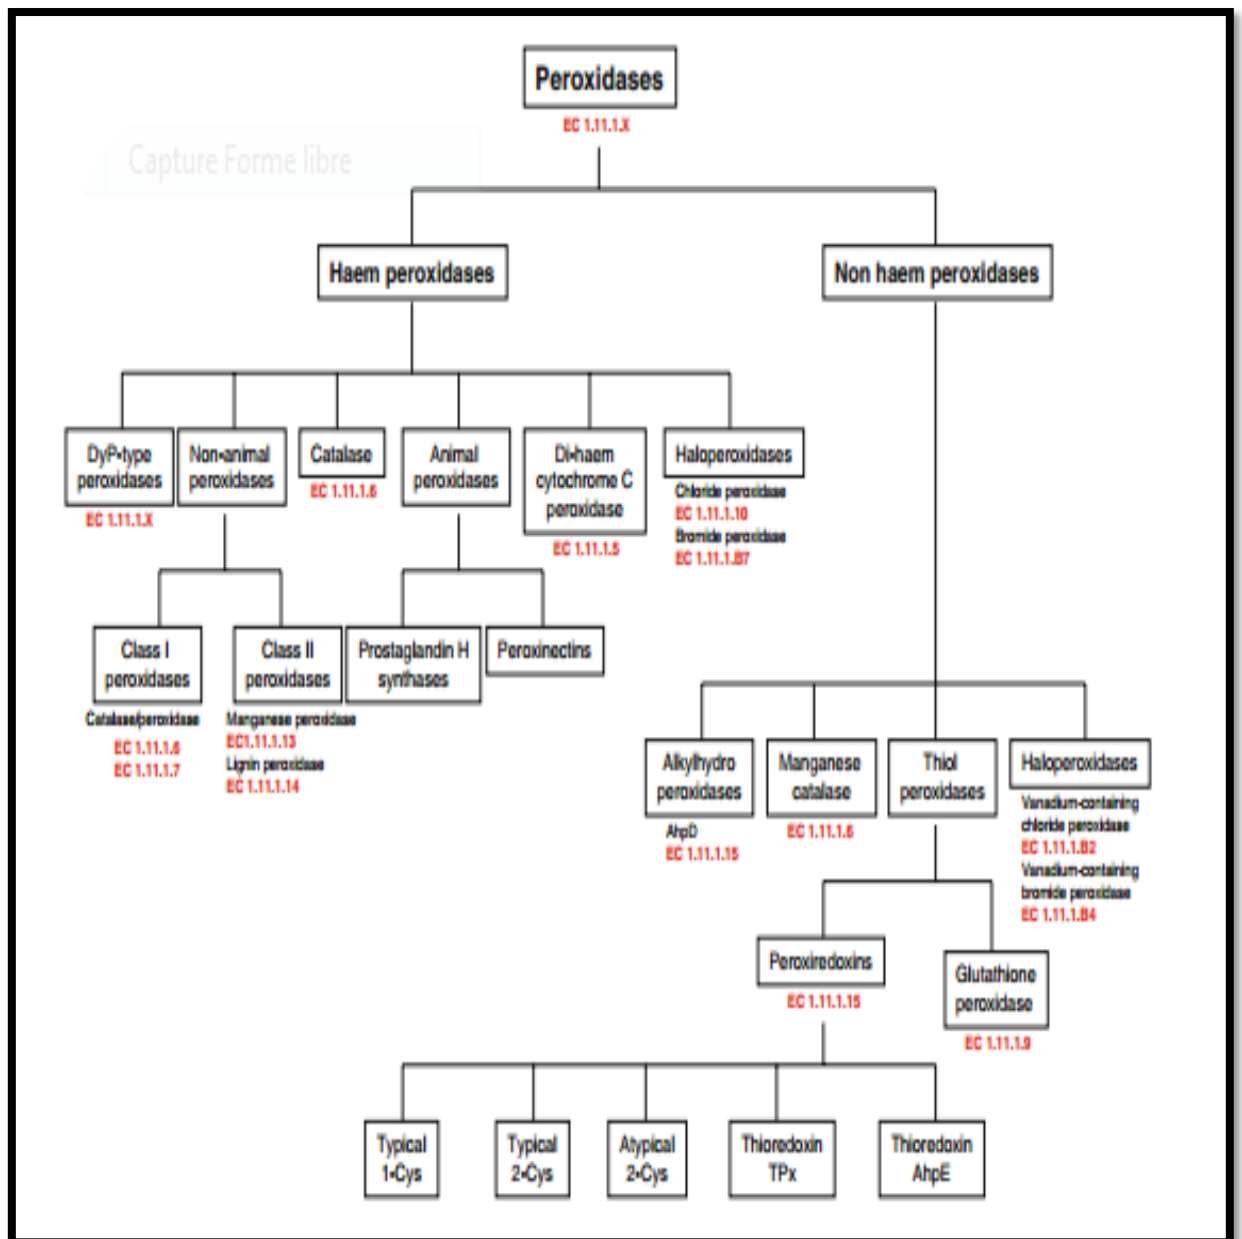 Peroxidases
EC 1.11.1.X
Capture Forme libre
Haem peroxidases
Non haem peroxidases
DyP-type
peroxidases
EC 1.11.1.X
Non-animal
peroxidases
Catalase
EC 1.11.1.6
Animal
peroxidases
Di-haem
cytochrome C
peroxidase
EC 1.11.1.5
Haloperoxidases
Chloride peroxidase
EC 1.11.1.10
Bromide peroxidase
EC 1.11.1.B7
Class I
peroxidases
Catalase/peroxidase
EC 1.11.1.6
EC 1.11.1.7
Class II
peroxidases
Manganese peroxidase
EC1.11.1.13
Lignin peroxidase
EC 1.11.1.14
Prostaglandin H
synthases
Peroxinectins
Alkylhydro
peroxidases
AhpD
EC 1.11.1.15
Manganese
catalase
EC 1.11.1.6
Thiol
peroxidases
Haloperoxidases
Vanadium-containing
chloride peroxidase
EC 1.11.1.B2
Vanadium-containing
bromide peroxidase
EC 1.11.1.B4
Peroxiredoxins
EC 1.11.1.15
Glutathione
peroxidase
EC 1.11.1.9
Typical
1-Cys
Typical
2-Cys
Atypical
2-Cys
Thioredoxin
TPx
Thioredoxin
AhpE